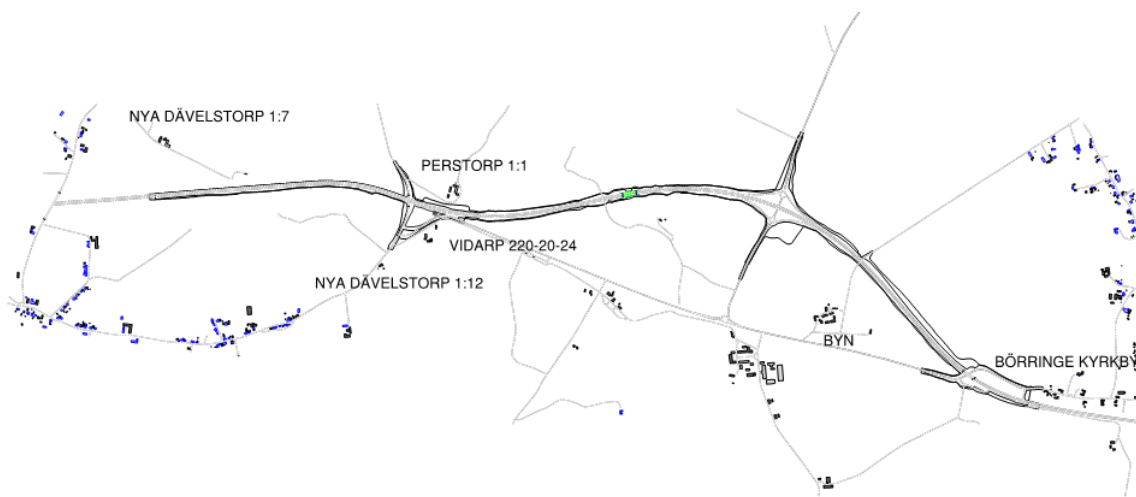 NYA DÄVELSTORP 1:7
PERSTORP 1:1
VIDARP 220-20-24
NYA DÄVELSTORP 1:12
BYN
BÖRRINGE KYRKBY